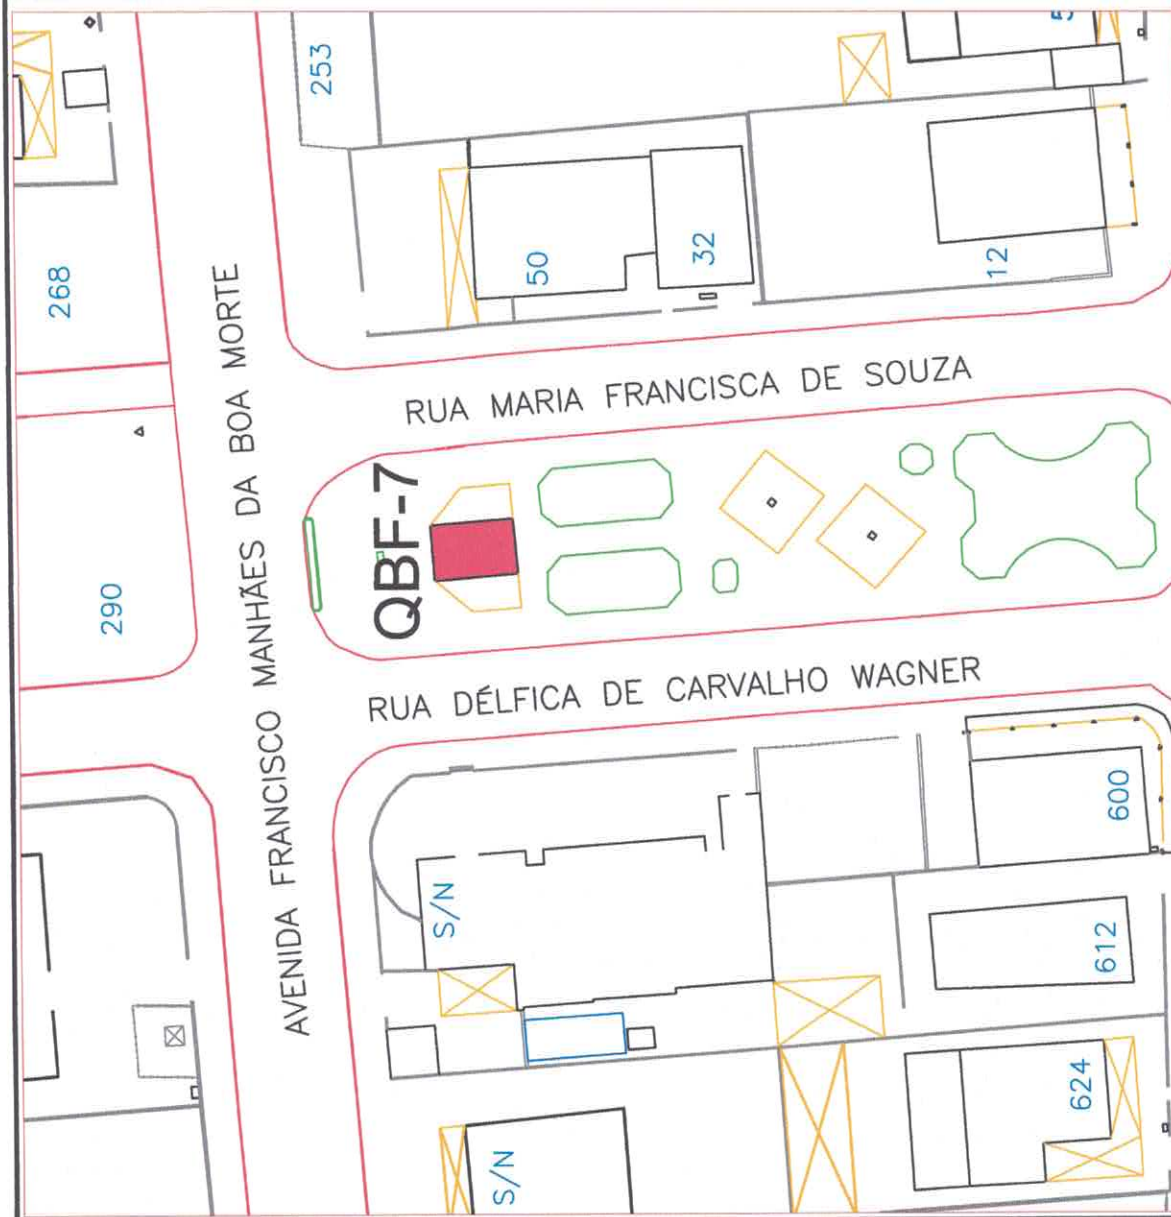 253
268
50
32
12
AVENIDA FRANCISCO MANHÃES DA BOA MORTE
RUA MARIA FRANCISCA DE SOUZA
290
QBF-7
RUA DÉLFICA DE CARVALHO WAGNER
600
S/N
612
624
S/N